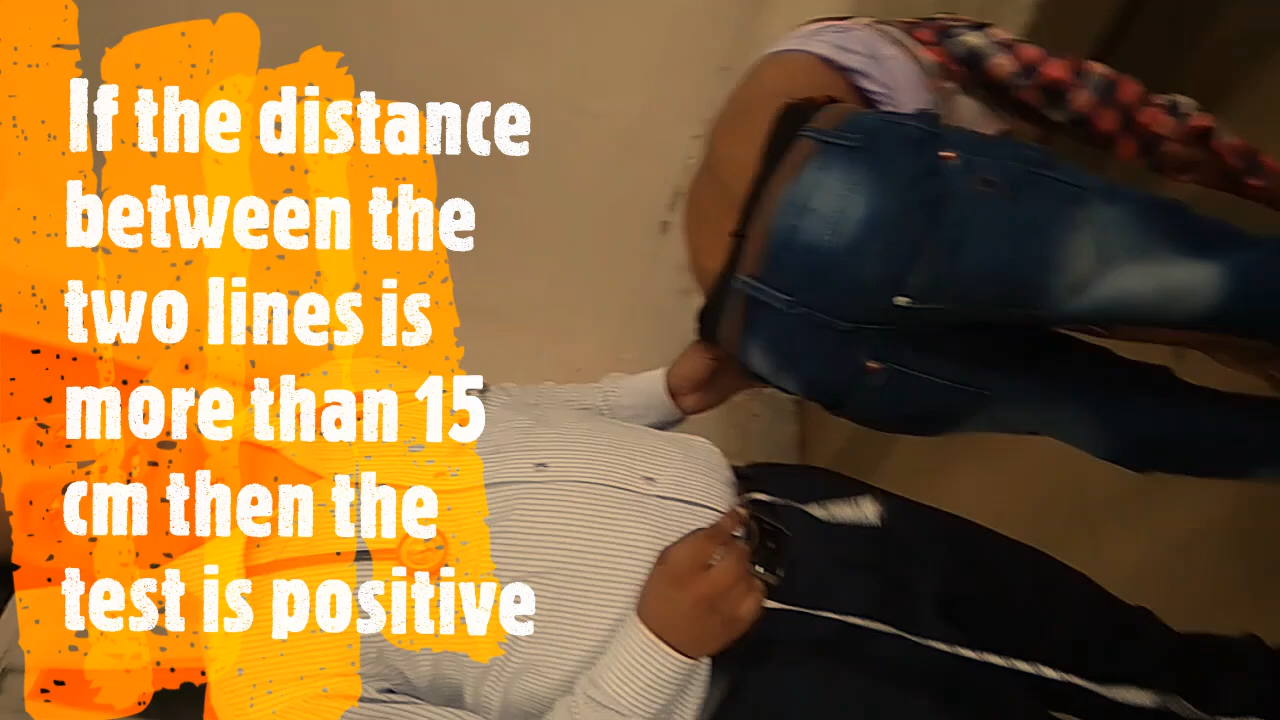 If the distance
between the
two lines is
more than 15
cm then the
test is positive